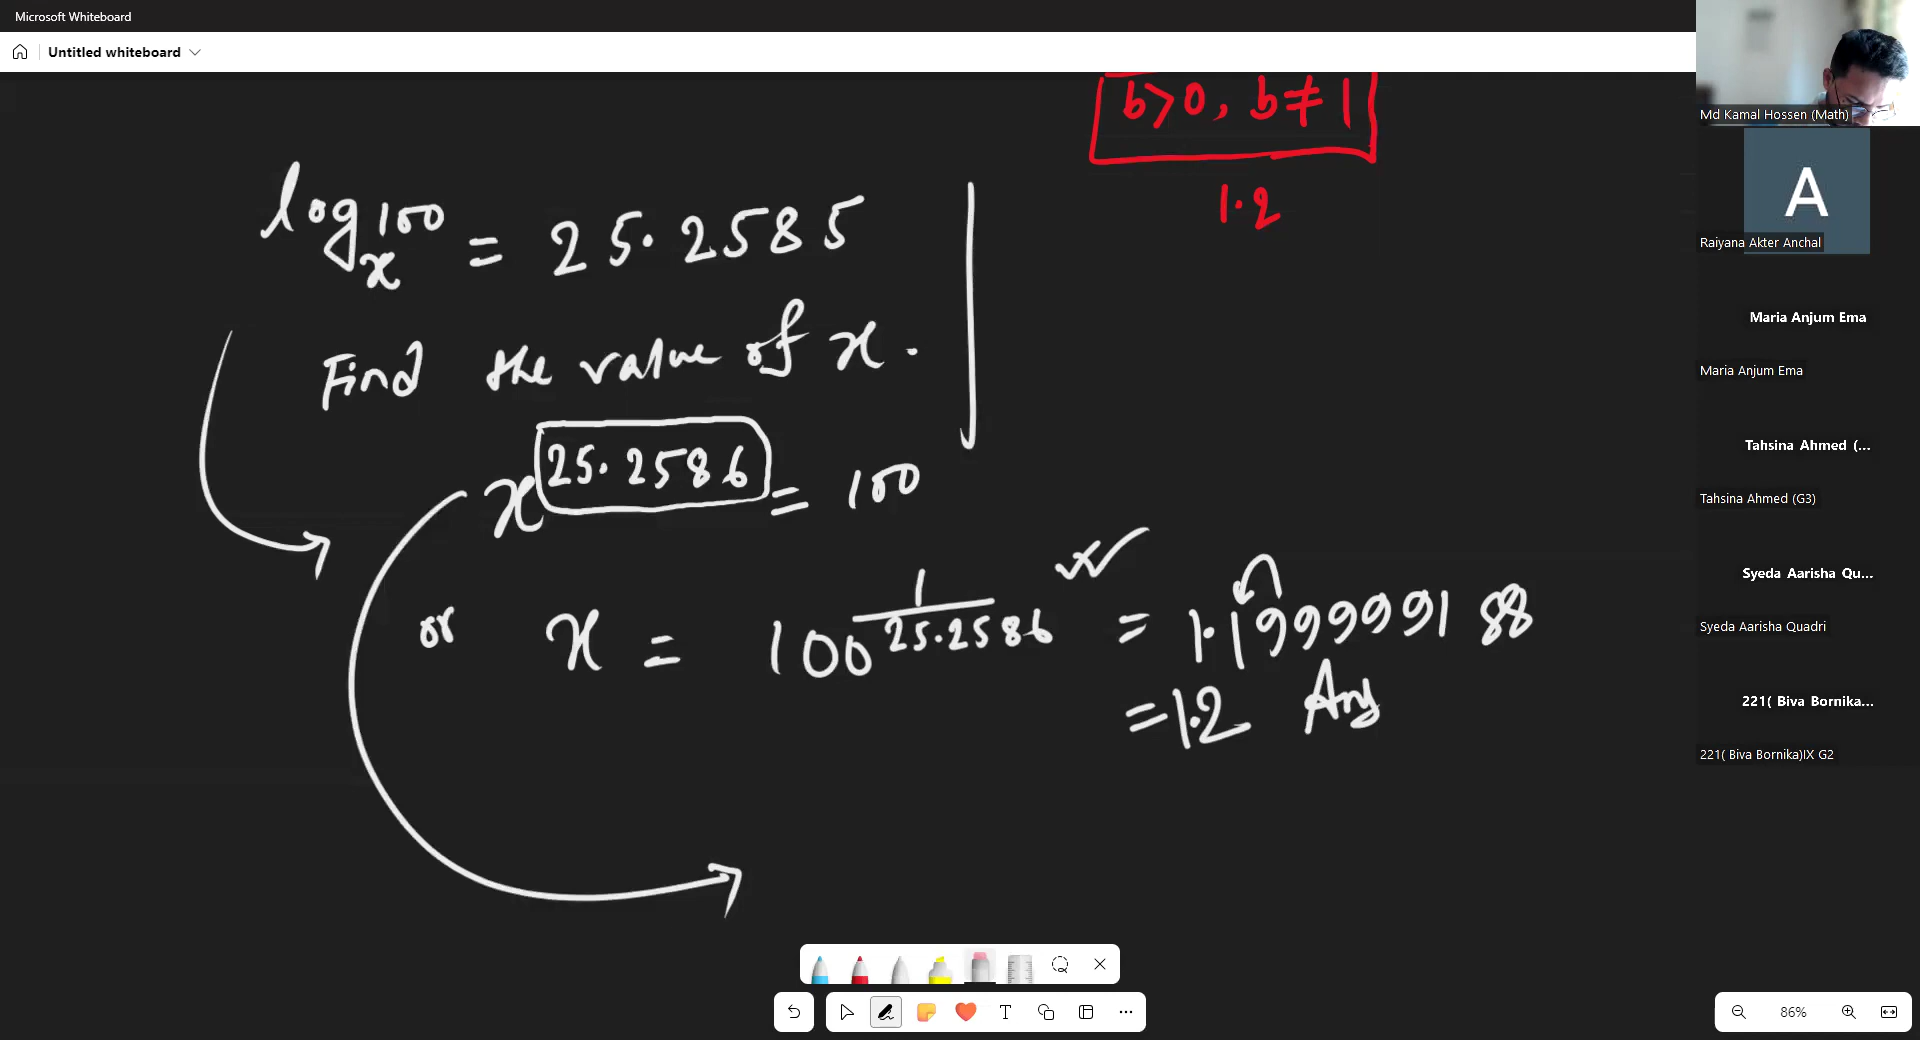 Microsoft Whiteboard
Untitled whiteboard
b>0, b≠1
1.2
log x 100 = 25.2585
Find the value of x.
x^25.2586 = 100
or x = 100^1/25.2586 = 1.19999991 88
=1.2 Ans
Md Kamal Hossen (Math)
A
Raiyana Akter Anchal
Maria Anjum Ema
Maria Anjum Ema
Tahsina Ahmed (...
Tahsina Ahmed (G3)
Syeda Aarisha Qu...
Syeda Aarisha Quadri
221( Biva Bornika...
221( Biva Bornika)IX G2
T
86%